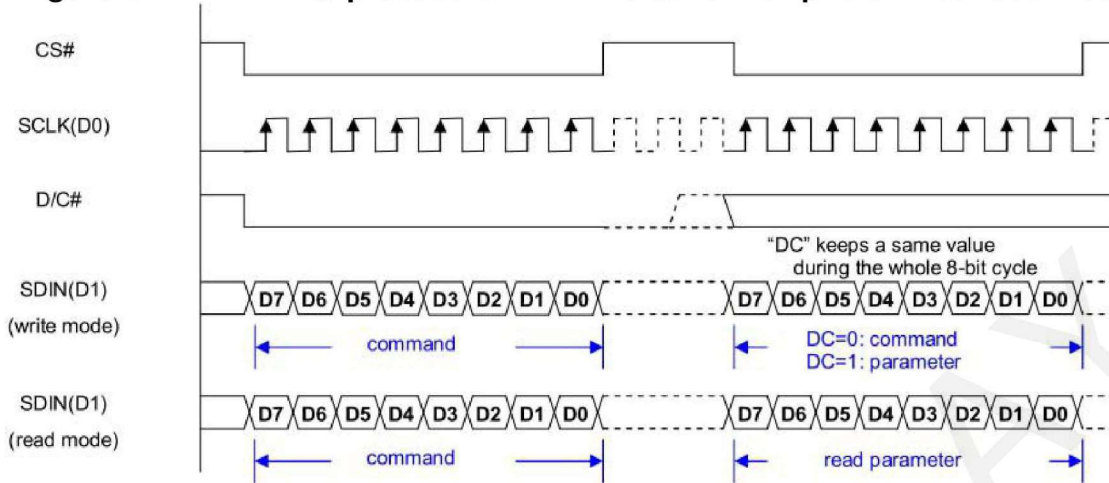 CS#
SCLK(D0)
D/C#
"DC" keeps a same value
during the whole 8-bit cycle
SDIN(D1)
(write mode)
D7 D6 D5 D4 D3 D2 D1 D0 D7 D6 D5 D4 D3 D2 D1 D0
command
DC=0: command
DC=1: parameter
SDIN(D1)
(read mode)
D7 D6 D5 D4 D3 D2 D1 D0 D7 D6 D5 D4 D3 D2 D1 D0
command read parameter